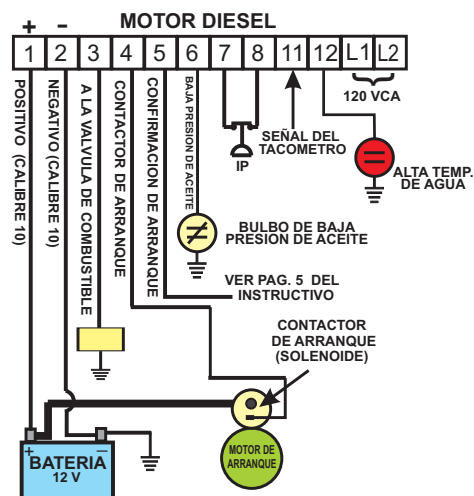 MOTOR DIESEL
+ −
1 2 3 4 5 6 7 8 11 12 L1 L2
POSITIVO (CALIBRE 10)
NEGATIVO (CALIBRE 10)
A LA VALVULA DE COMBUSTIBLE
CONTACTOR DE ARRANQUE
CONFIRMACION DE ARRANQUE
BAJA PRESION DE ACEITE
IP
SEÑAL DEL
TACOMETRO
120 VCA
ALTA TEMP.
DE AGUA
BULBO DE BAJA
PRESION DE ACEITE
VER PAG. 5 DEL
INSTRUCTIVO
CONTACTOR
DE ARRANQUE
(SOLENOIDE)
MOTOR DE
ARRANQUE
+ −
BATERIA
12 V